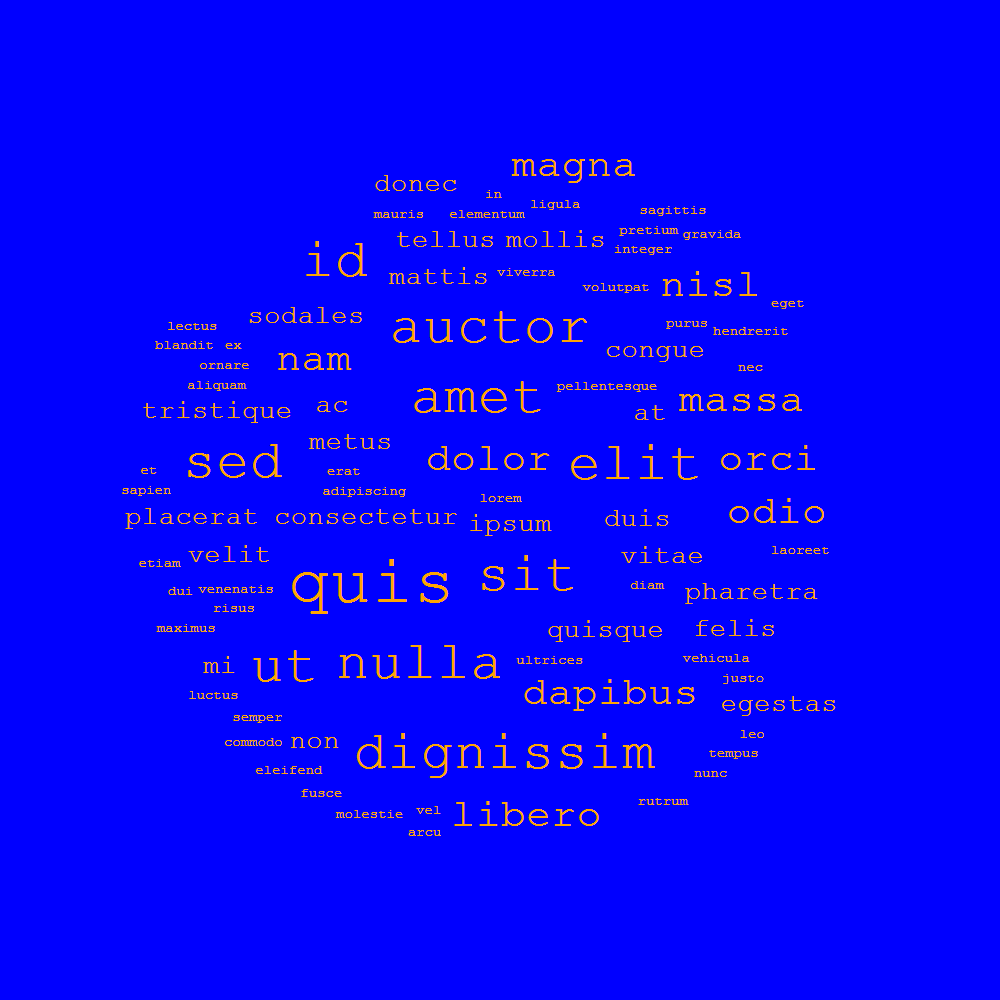 magna
donec in
mauris elementum ligula sagittis
tellus mollis pretium gravida
integer
id mattis viverra
volutpat nisl eget
lectus sodales auctor purus hendrerit
blandit ex
ornare nam congue nec
aliquam amet pellentesque
tristique ac at massa
metus
et sed erat dolor elit orci
sapien adipiscing lorem
placerat consectetur ipsum duis odio
etiam velit vitae laoreet
dui venenatis quis sit diam pharetra
risus
maximus quisque felis
mi ut nulla ultrices vehicula
luctus dapibus justo
semper egestas
commodo non dignissim leo
tempus
eleifend nunc
fusce rutrum
molestie vel libero
arcu